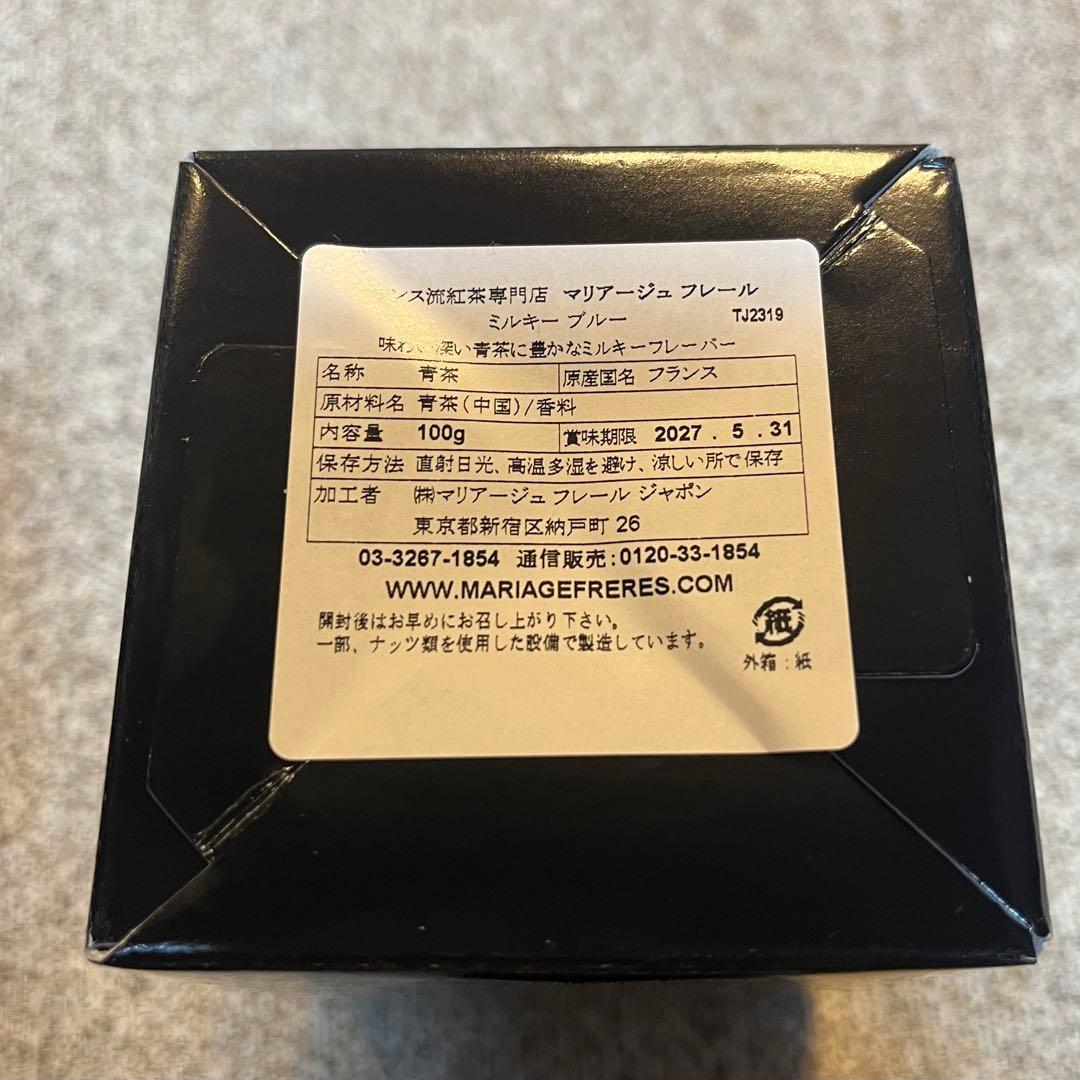 ンス流紅茶専門店 マリアージュ フレール
ミルキー ブルー TJ2319
味わい深い青茶に豊かなミルキーフレーバー
名称 青茶 原産国名 フランス
原材料名 青茶(中国)/香料
内容量 100g 賞味期限 2027 . 5 . 31
保存方法 直射日光、高温多湿を避け、涼しい所で保存
加工者 ㈱マリアージュ フレール ジャポン
東京都新宿区納戸町 26
03-3267-1854 通信販売:0120-33-1854
WWW.MARIAGEFRERES.COM
開封後はお早めにお召し上がり下さい。
一部、ナッツ類を使用した設備で製造しています。
紙
外箱:紙